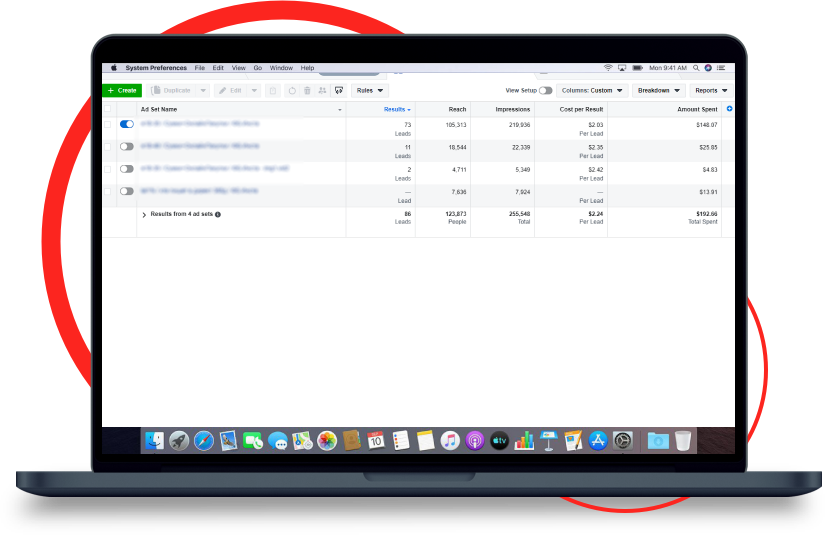 System Preferences File Edit View Go Window Help Mon 9:41 AM
+ Create Duplicate Edit Rules View Setup Columns: Custom Breakdown Reports
Ad Set Name Results Reach Impressions Cost per Result Amount Spent
73 105,313 219,936 $2.03 $148.07
Leads Per Lead
11 18,544 22,339 $2.35 $25.85
Leads Per Lead
2 4,711 5,349 $2.42 $4.83
Leads Per Lead
— 7,636 7,924 — $13.91
Lead Per Lead
Results from 4 ad sets 86 123,873 255,548 $2.24 $192.66
Leads People Total Per Lead Total Spent
10 tv